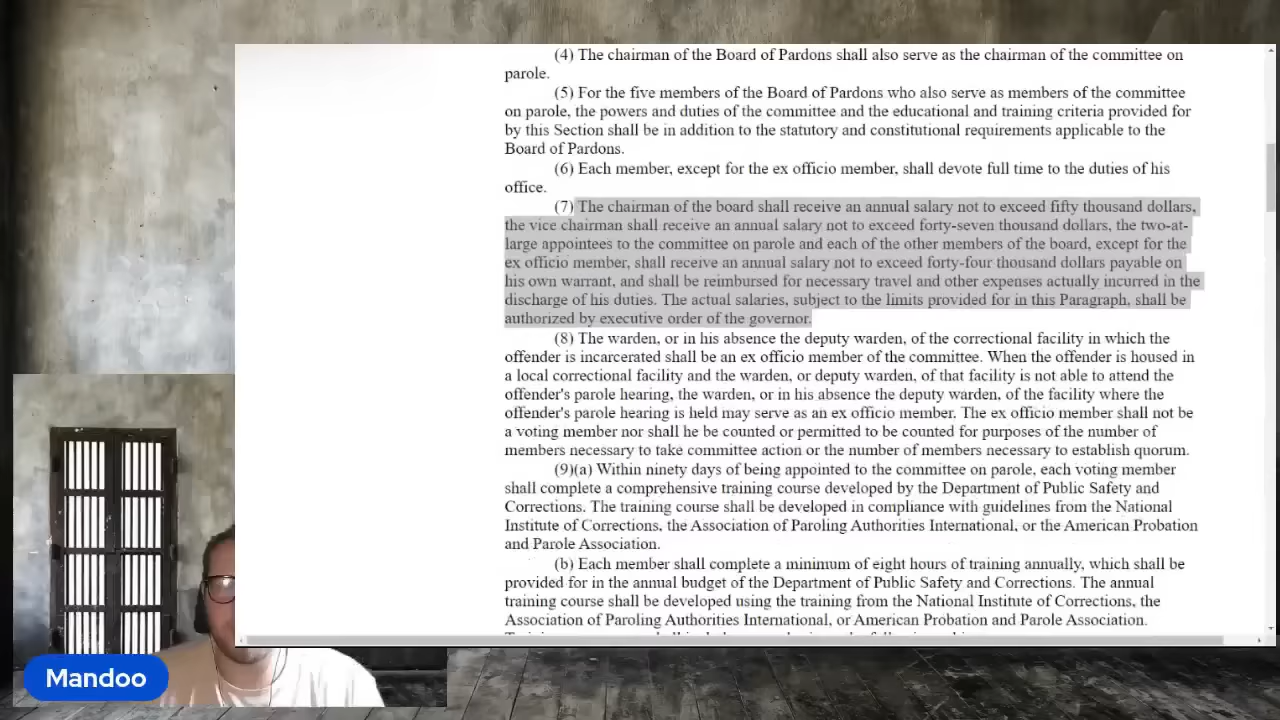 (4) The chairman of the Board of Pardons shall also serve as the chairman of the committee on
parole.
(5) For the five members of the Board of Pardons who also serve as members of the committee
on parole, the powers and duties of the committee and the educational and training criteria provided for
by this Section shall be in addition to the statutory and constitutional requirements applicable to the
Board of Pardons.
(6) Each member, except for the ex officio member, shall devote full time to the duties of his
office.
(7) The chairman of the board shall receive an annual salary not to exceed fifty thousand dollars,
the vice chairman shall receive an annual salary not to exceed forty-seven thousand dollars, the two-at-
large appointees to the committee on parole and each of the other members of the board, except for the
ex officio member, shall receive an annual salary not to exceed forty-four thousand dollars payable on
his own warrant, and shall be reimbursed for necessary travel and other expenses actually incurred in the
discharge of his duties. The actual salaries, subject to the limits provided for in this Paragraph, shall be
authorized by executive order of the governor.
(8) The warden, or in his absence the deputy warden, of the correctional facility in which the
offender is incarcerated shall be an ex officio member of the committee. When the offender is housed in
a local correctional facility and the warden, or deputy warden, of that facility is not able to attend the
offender's parole hearing, the warden, or in his absence the deputy warden, of the facility where the
offender's parole hearing is held may serve as an ex officio member. The ex officio member shall not be
a voting member nor shall he be counted or permitted to be counted for purposes of the number of
members necessary to take committee action or the number of members necessary to establish quorum.
(9)(a) Within ninety days of being appointed to the committee on parole, each voting member
shall complete a comprehensive training course developed by the Department of Public Safety and
Corrections. The training course shall be developed in compliance with guidelines from the National
Institute of Corrections, the Association of Paroling Authorities International, or the American Probation
and Parole Association.
(b) Each member shall complete a minimum of eight hours of training annually, which shall be
provided for in the annual budget of the Department of Public Safety and Corrections. The annual
training course shall be developed using the training from the National Institute of Corrections, the
Association of Paroling Authorities International, or American Probation and Parole Association.
Mandoo